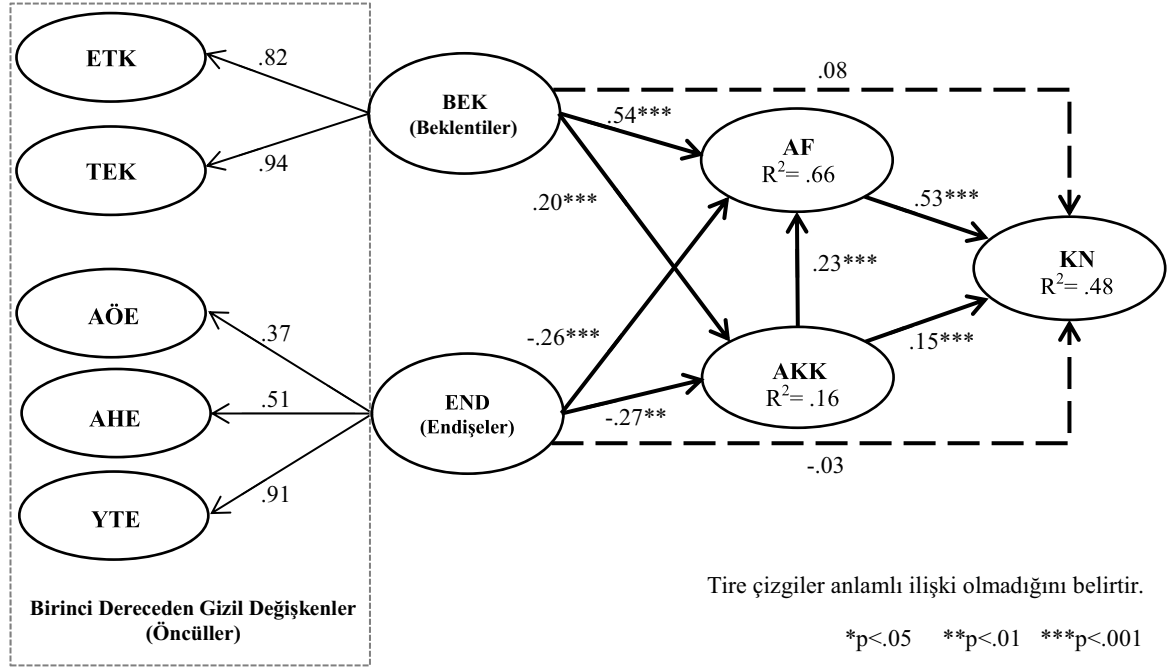 ETK
TEK
AÖE
AHE
YTE
Birinci Dereceden Gizil Değişkenler
(Öncüller)
.82
.94
.37
.51
.91
BEK
(Beklentiler)
END
(Endişeler)
.08
.54***
.20***
-.26***
-.27**
-.03
AF
R²= .66
.23***
AKK
R²= .16
.53***
.15***
KN
R²= .48
Tire çizgiler anlamlı ilişki olmadığını belirtir.
*p<.05 **p<.01 ***p<.001